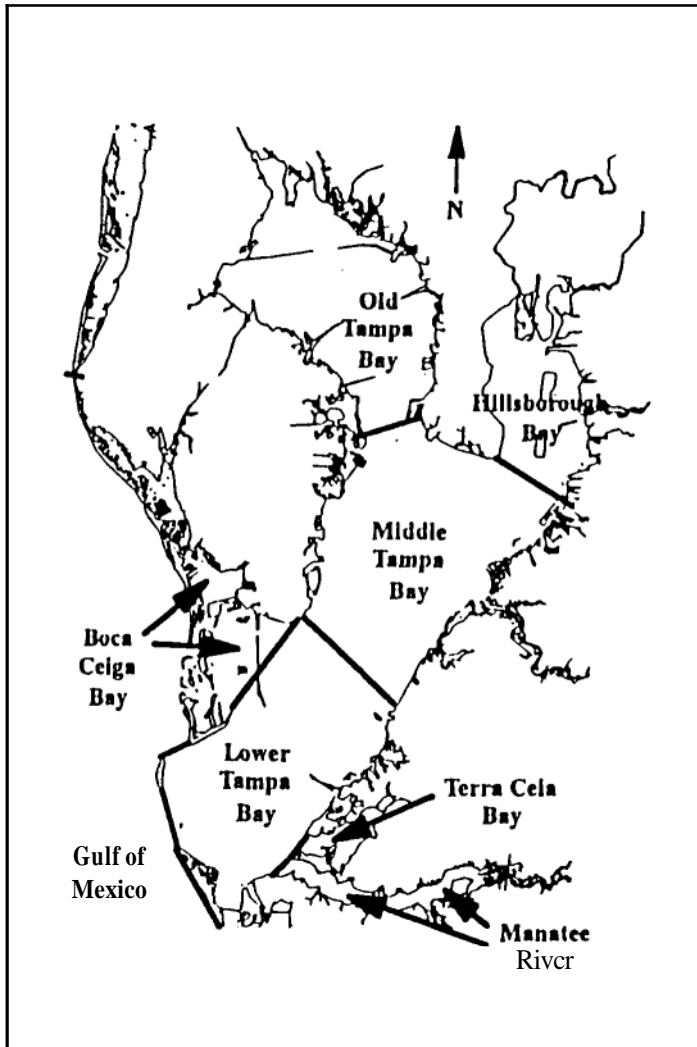 N
Old
Tampa
Bay
Hillsborough
Bay
Middle
Tampa
Bay
Boca
Ceiga
Bay
Lower
Tampa
Bay
Terra Ceia
Bay
Gulf of
Mexico
Manatee
Rivcr